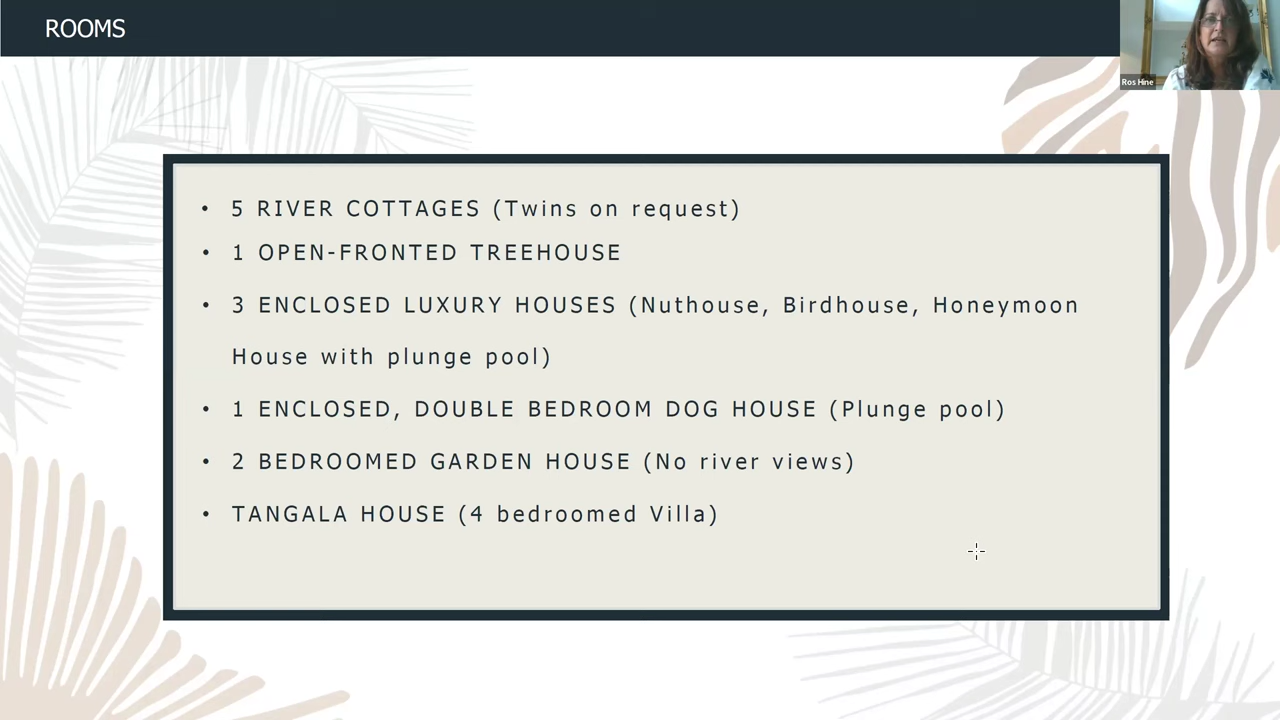 ROOMS
Ros Hine
• 5 RIVER COTTAGES (Twins on request)
• 1 OPEN-FRONTED TREEHOUSE
• 3 ENCLOSED LUXURY HOUSES (Nuthouse, Birdhouse, Honeymoon
House with plunge pool)
• 1 ENCLOSED, DOUBLE BEDROOM DOG HOUSE (Plunge pool)
• 2 BEDROOMED GARDEN HOUSE (No river views)
• TANGALA HOUSE (4 bedroomed Villa)